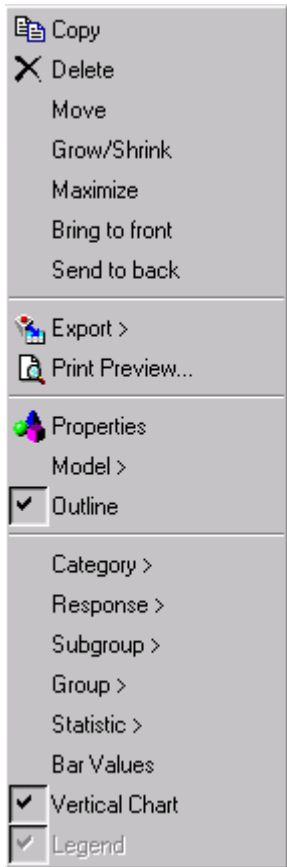 Copy
Delete
Move
Grow/Shrink
Maximize
Bring to front
Send to back
Export >
Print Preview...
Properties
Model >
Outline
Category >
Response >
Subgroup >
Group >
Statistic >
Bar Values
Vertical Chart
Legend